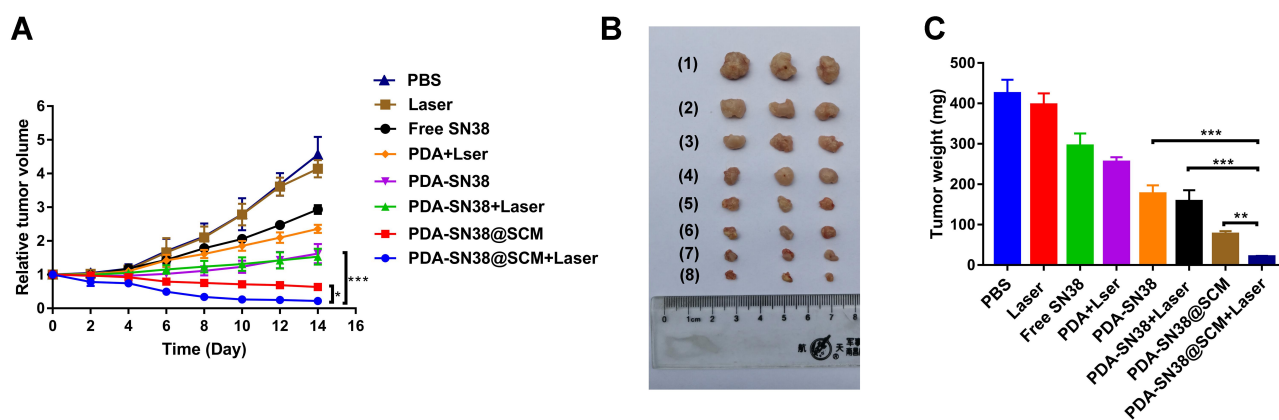 A
B
C
6
5
4
3
2
1
0
Relative tumor volume
0 2 4 6 8 10 12 14 16
Time (Day)
PBS
Laser
Free SN38
PDA+Lser
PDA-SN38
PDA-SN38+Laser
PDA-SN38@SCM
PDA-SN38@SCM+Laser
*
***
(1)
(2)
(3)
(4)
(5)
(6)
(7)
(8)
0 1cm 2 3 4 5 6 7 8
航 天
500
400
300
200
100
0
Tumor weight (mg)
***
***
**
PBS
Laser
Free SN38
PDA+Lser
PDA-SN38
PDA-SN38+Laser
PDA-SN38@SCM
PDA-SN38@SCM+Laser